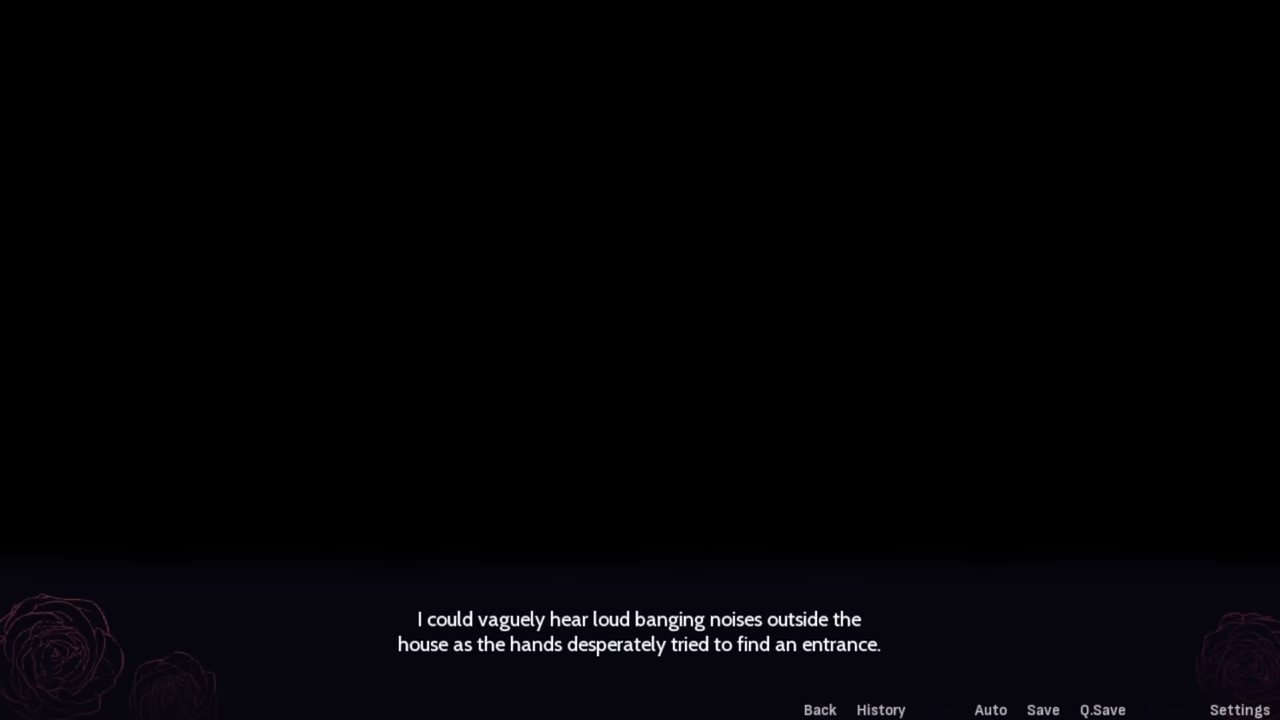 I could vaguely hear loud banging noises outside the
house as the hands desperately tried to find an entrance.
Back History Auto Save Q.Save Settings